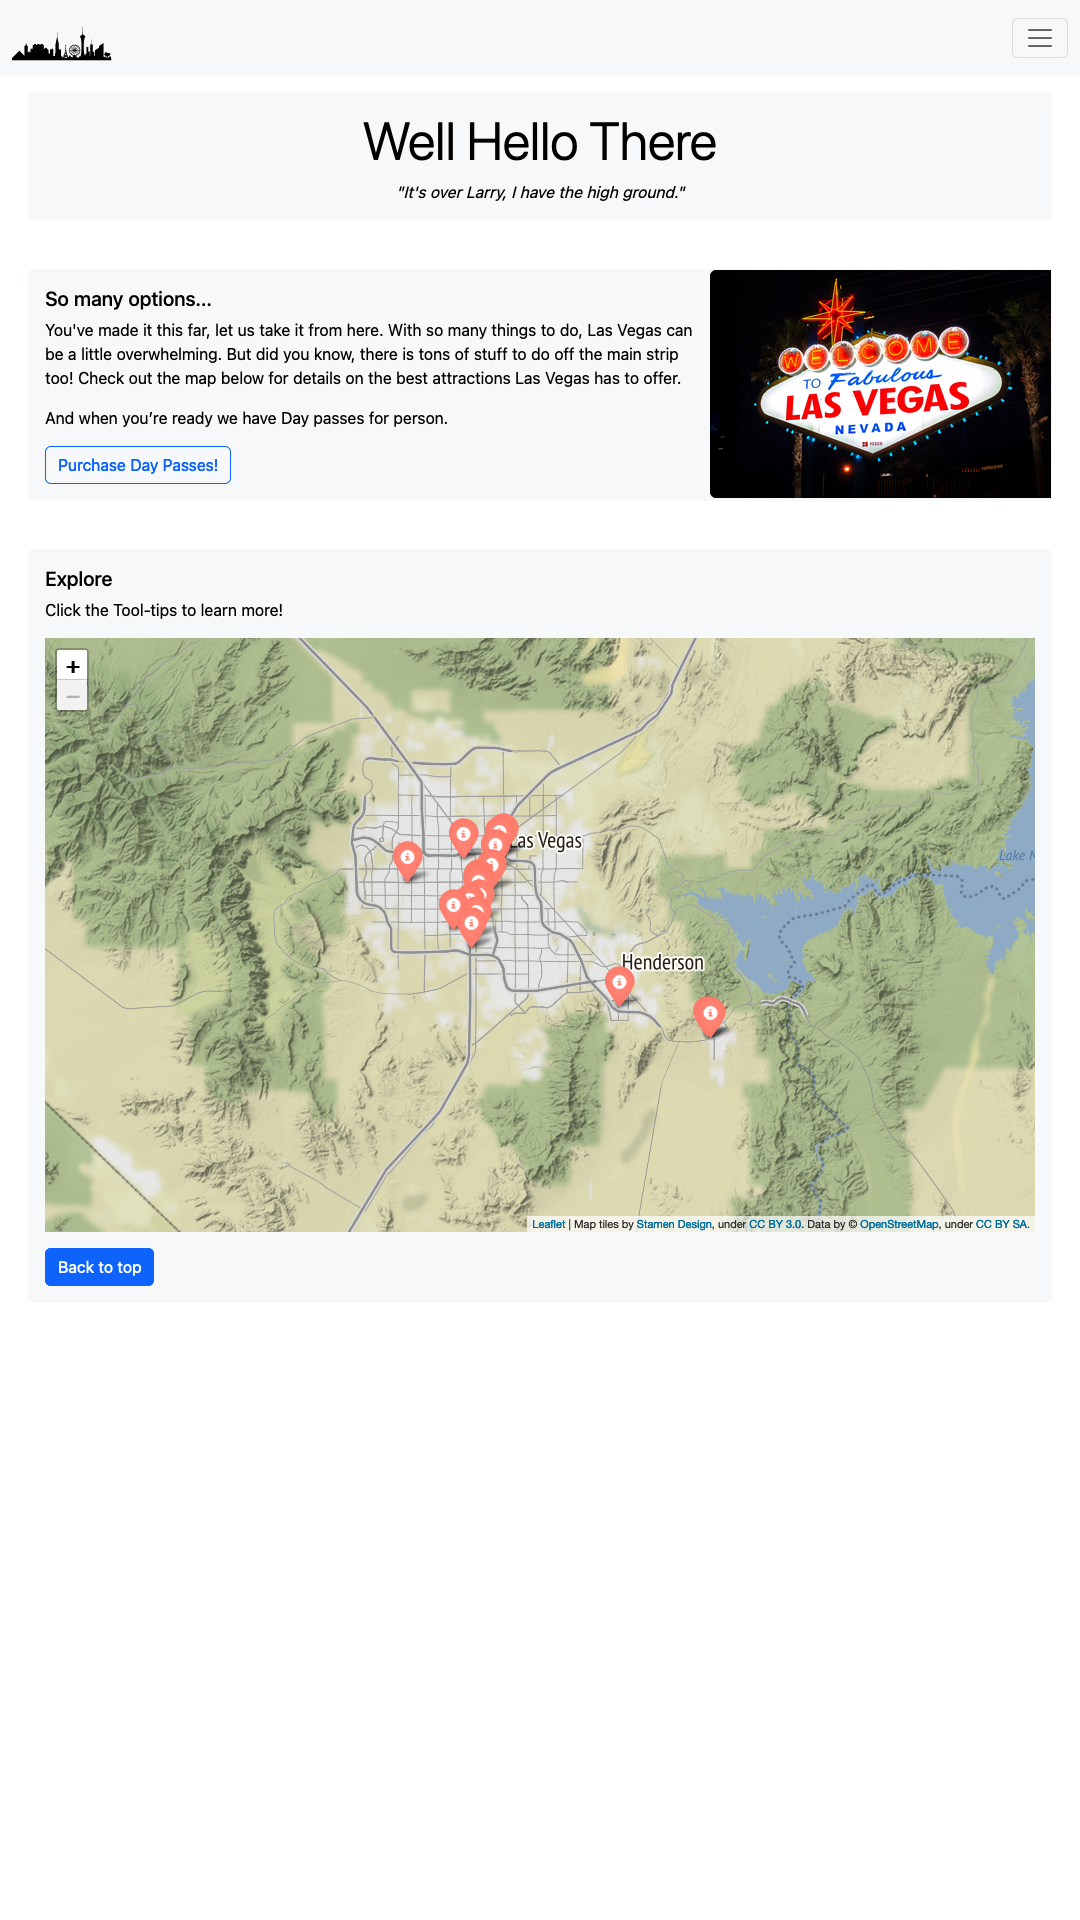 Well Hello There
"It's over Larry, I have the high ground."
So many options...
You've made it this far, let us take it from here. With so many things to do, Las Vegas can
be a little overwhelming. But did you know, there is tons of stuff to do off the main strip
too! Check out the map below for details on the best attractions Las Vegas has to offer.
And when you’re ready we have Day passes for person.
Purchase Day Passes!
WELCOME
TO Fabulous
LAS VEGAS
NEVADA
YESCO
Explore
Click the Tool-tips to learn more!
+
−
Las Vegas
Lake M
Henderson
Leaflet | Map tiles by Stamen Design, under CC BY 3.0. Data by © OpenStreetMap, under CC BY SA.
Back to top